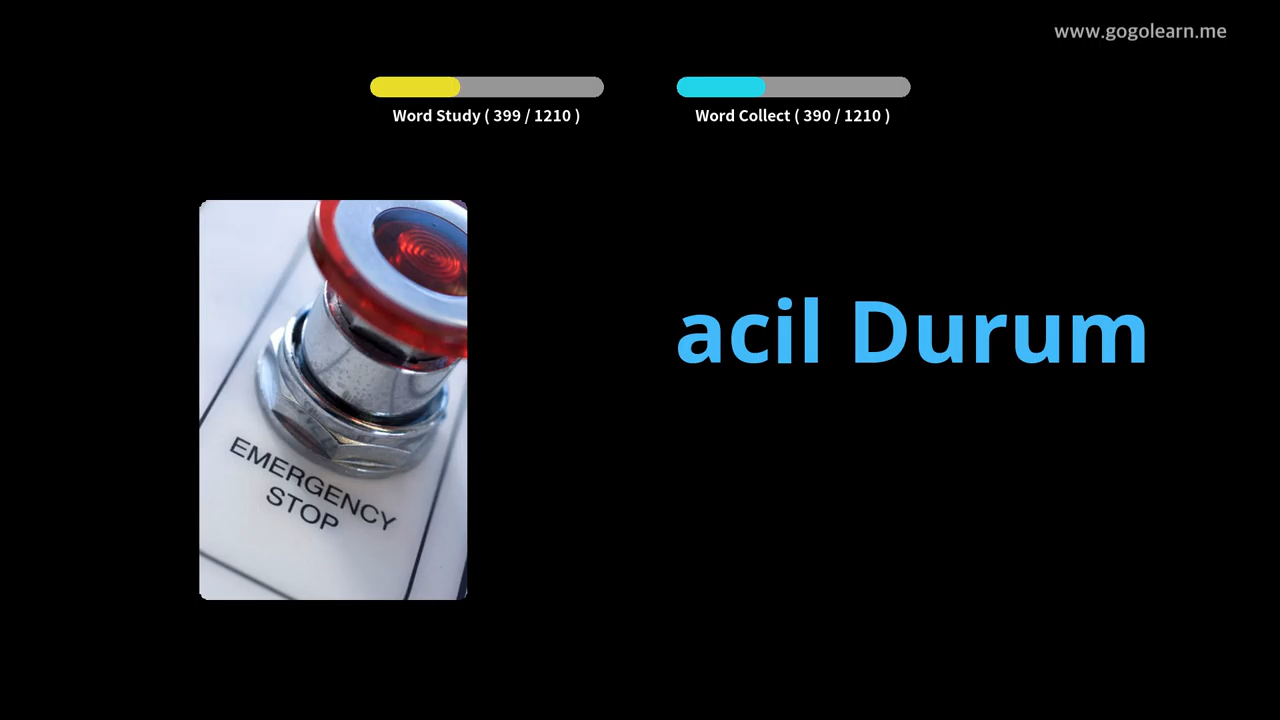 www.gogolearn.me
Word Study ( 399 / 1210 )
Word Collect ( 390 / 1210 )
acil Durum
EMERGENCY
STOP